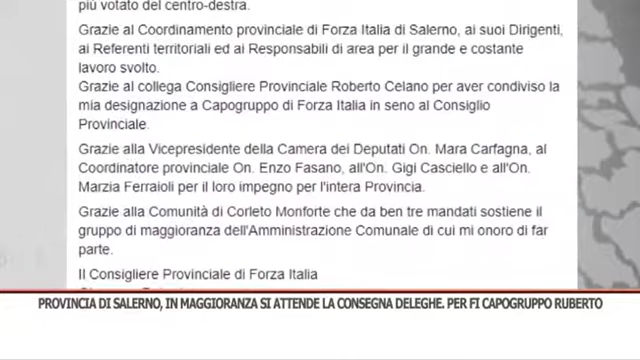 più votato del centro-destra.
Grazie al Coordinamento provinciale di Forza Italia di Salerno, ai suoi Dirigenti,
ai Referenti territoriali ed ai Responsabili di area per il grande e costante
lavoro svolto.
Grazie al collega Consigliere Provinciale Roberto Celano per aver condiviso la
mia designazione a Capogruppo di Forza Italia in seno al Consiglio
Provinciale.
Grazie alla Vicepresidente della Camera dei Deputati On. Mara Carfagna, al
Coordinatore provinciale On. Enzo Fasano, all'On. Gigi Casciello e all'On.
Marzia Ferraioli per il loro impegno per l'intera Provincia.
Grazie alla Comunità di Corleto Monforte che da ben tre mandati sostiene il
gruppo di maggioranza dell'Amministrazione Comunale di cui mi onoro di far
parte.
Il Consigliere Provinciale di Forza Italia
PROVINCIA DI SALERNO, IN MAGGIORANZA SI ATTENDE LA CONSEGNA DELEGHE. PER FI CAPOGRUPPO RUBERTO